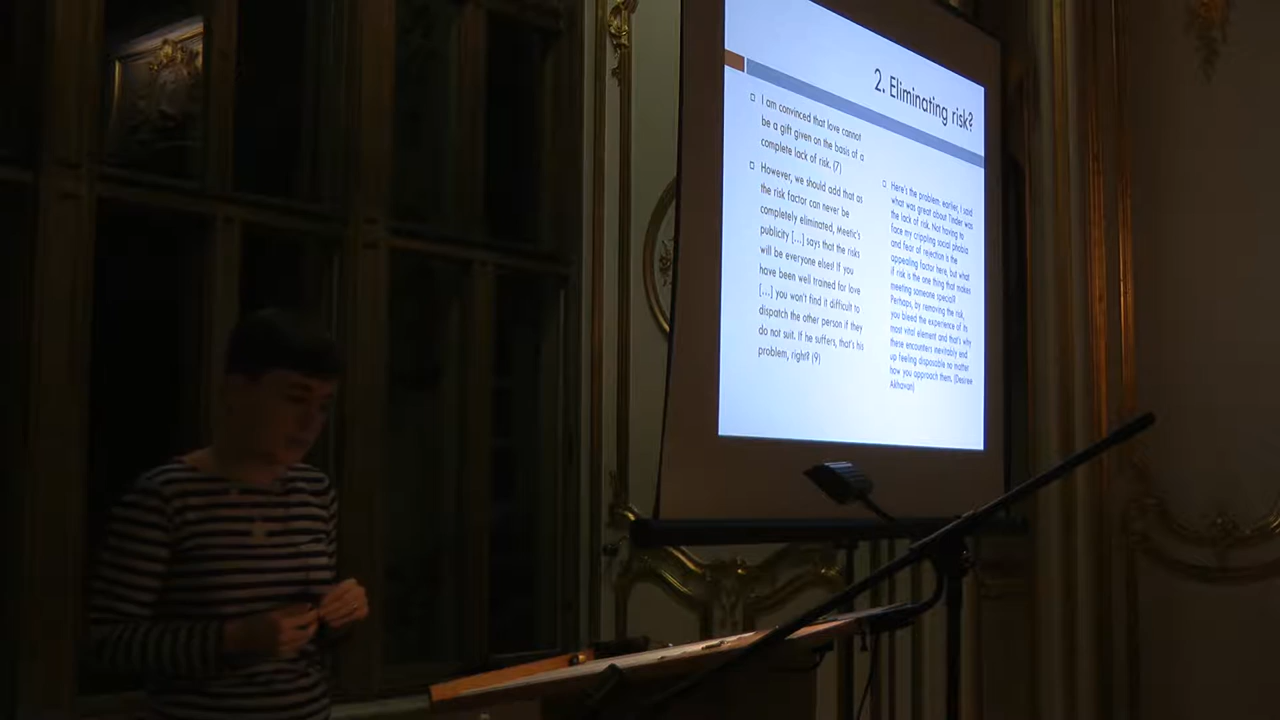 2. Eliminating risk?
I am convinced that love cannot
be a gift given on the basis of a
complete lack of risk. (7)
However, we should add that as
the risk factor can never be
completely eliminated, Meetic's
publicity [...] says that the risks
will be everyone elses! If you
have been well trained for love
[...] you won't find it difficult to
dispatch the other person if they
do not suit. If he suffers, that's his
problem, right? (9)
Here's the problem: earlier, I said
what was great about Tinder was
the lack of risk. Not having to
face my crippling social phobia
and fear of rejection is the
appealing factor here, but what
if risk is the one thing that makes
meeting someone special?
Perhaps, by removing the risk,
you bleed the experience of its
most vital element and that's why
these encounters inevitably end
up feeling disposable no matter
how you approach them. (Desiree
Akhavan)